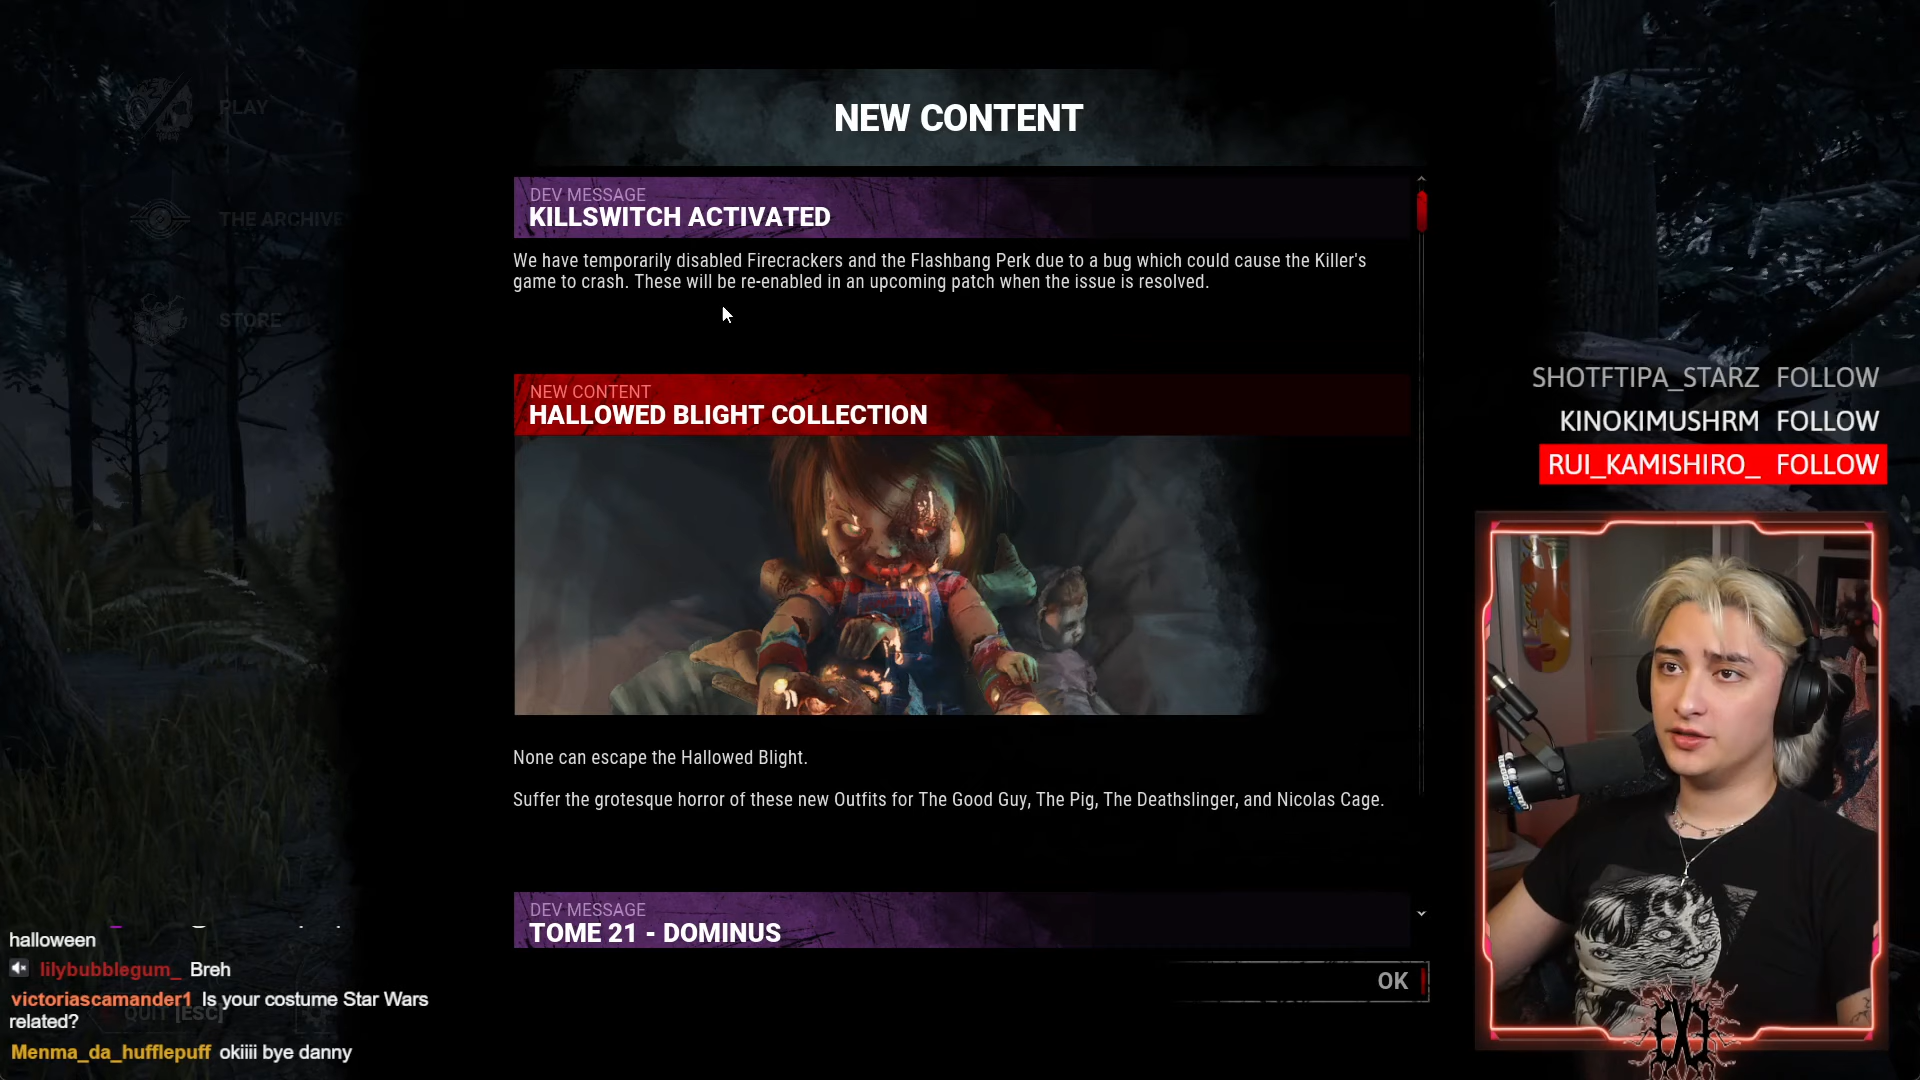 NEW CONTENT
PLAY
THE ARCHIVE
STORE
DEV MESSAGE
KILLSWITCH ACTIVATED
We have temporarily disabled Firecrackers and the Flashbang Perk due to a bug which could cause the Killer's
game to crash. These will be re-enabled in an upcoming patch when the issue is resolved.
NEW CONTENT
HALLOWED BLIGHT COLLECTION
None can escape the Hallowed Blight.
Suffer the grotesque horror of these new Outfits for The Good Guy, The Pig, The Deathslinger, and Nicolas Cage.
DEV MESSAGE
TOME 21 - DOMINUS
OK
SHOTFTIPA_STARZ FOLLOW
KINOKIMUSHRM FOLLOW
RUI_KAMISHIRO_ FOLLOW
halloween
lilybubblegum_ Breh
victoriascamander1 Is your costume Star Wars
related?
QUIT [ESC]
Menma_da_hufflepuff okiiii bye danny